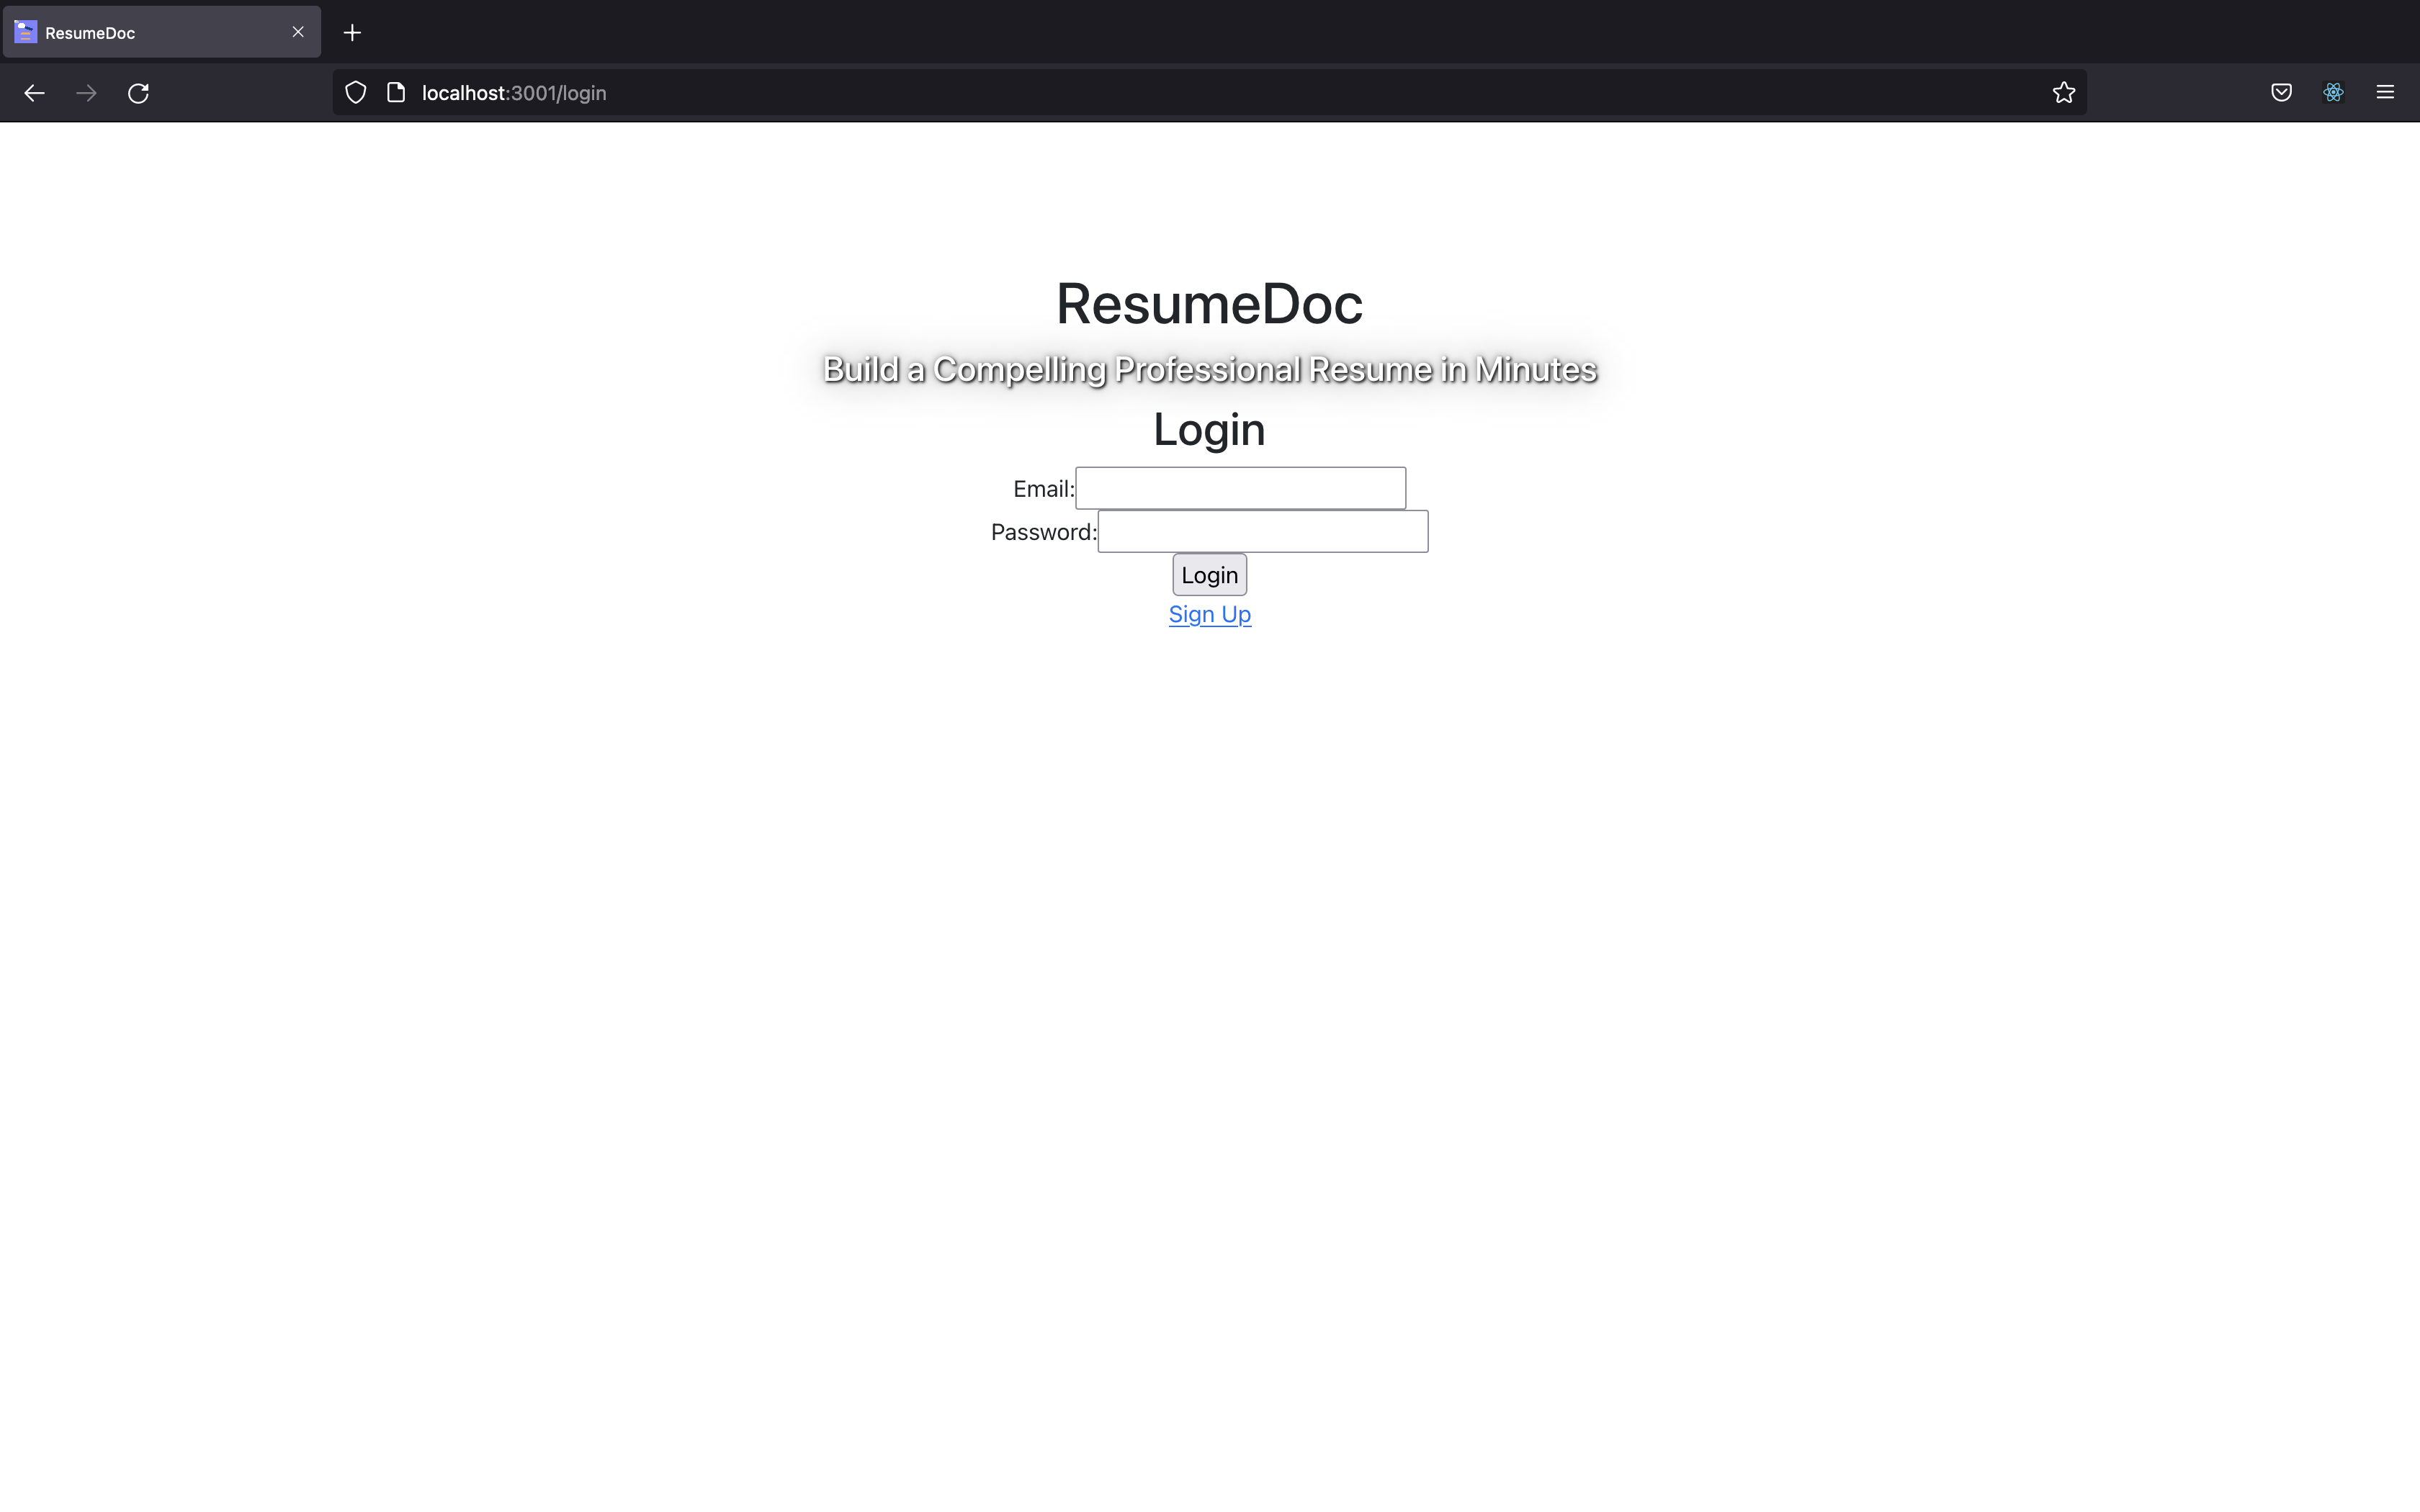 ResumeDoc
localhost:3001/login
ResumeDoc
Build a Compelling Professional Resume in Minutes
Login
Email:
Password:
Login
Sign Up